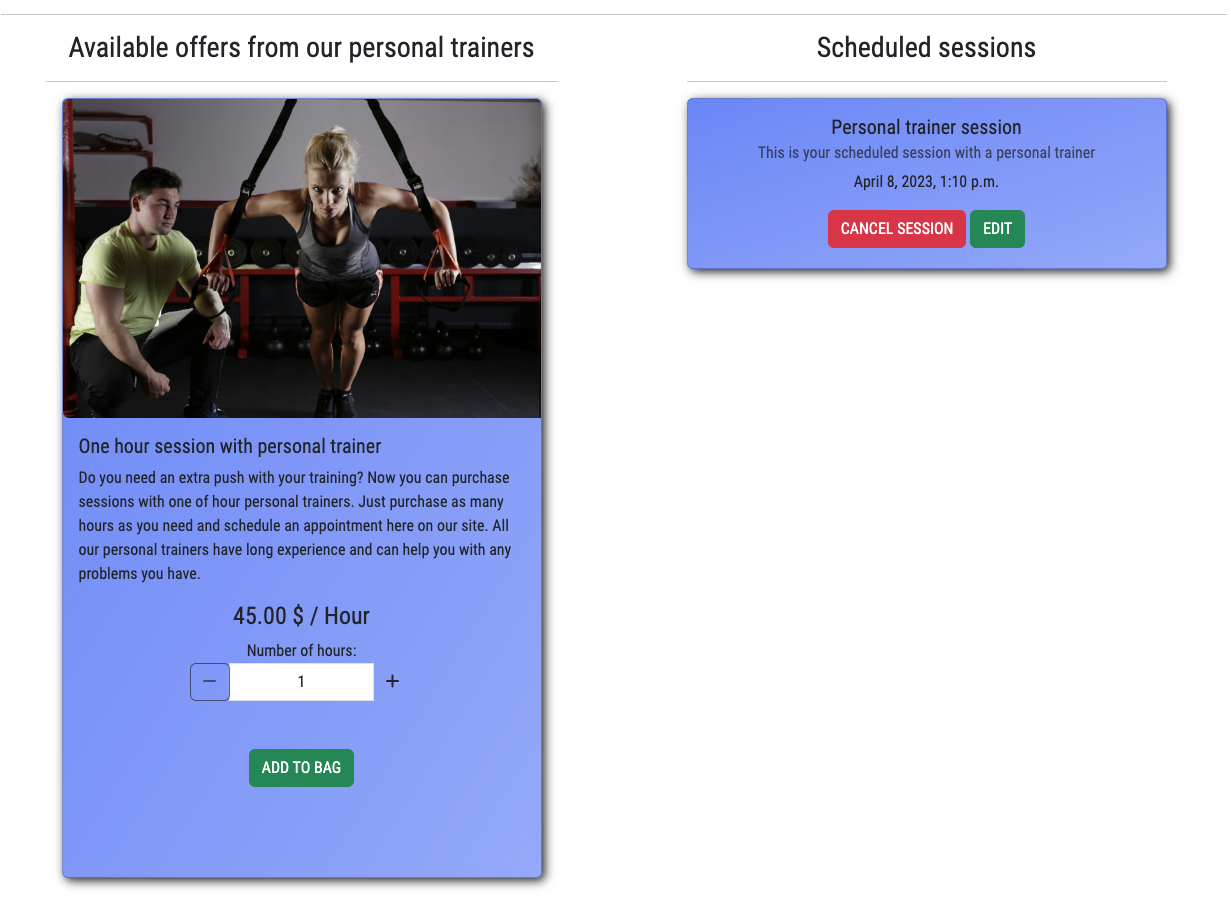 Available offers from our personal trainers
One hour session with personal trainer
Do you need an extra push with your training? Now you can purchase
sessions with one of hour personal trainers. Just purchase as many
hours as you need and schedule an appointment here on our site. All
our personal trainers have long experience and can help you with any
problems you have.
45.00 $ / Hour
Number of hours:
− 1 +
ADD TO BAG
Scheduled sessions
Personal trainer session
This is your scheduled session with a personal trainer
April 8, 2023, 1:10 p.m.
CANCEL SESSION EDIT